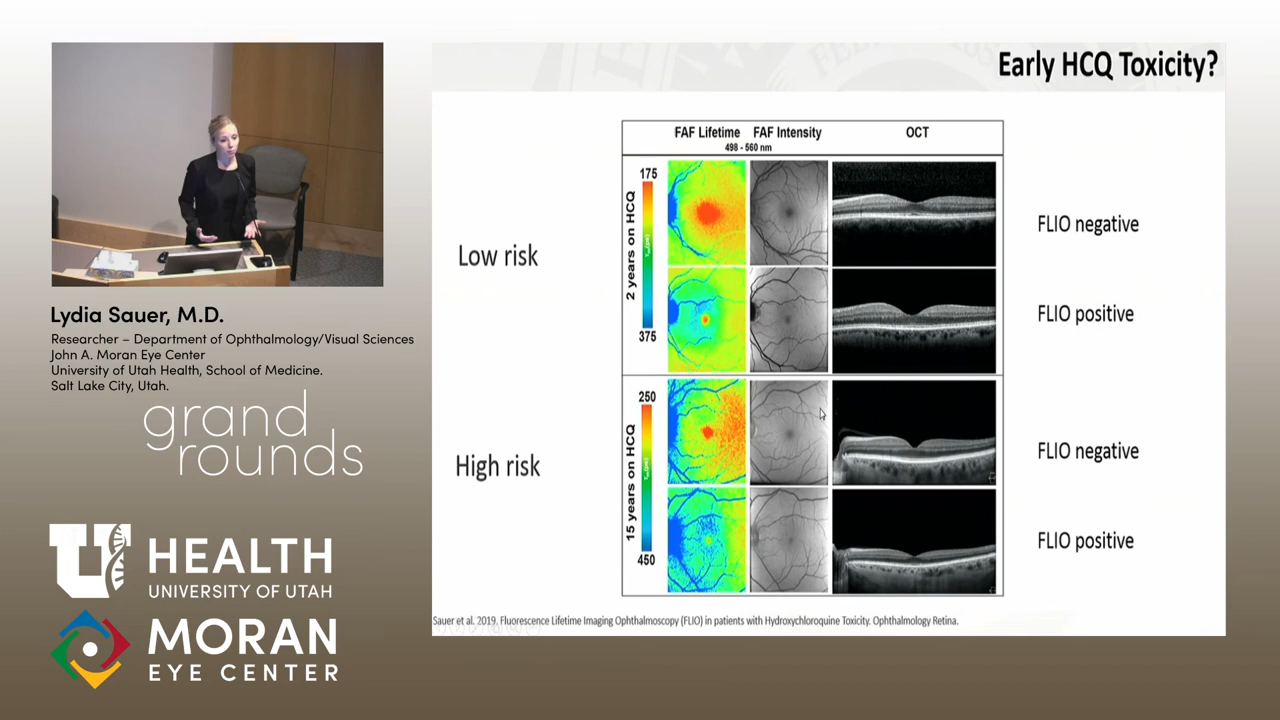 Early HCQ Toxicity?
FAF Lifetime FAF Intensity OCT
498 - 560 nm
Low risk
2 years on HCQ
175
375
FLIO negative
FLIO positive
High risk
15 years on HCQ
250
450
FLIO negative
FLIO positive
Sauer et al. 2019. Fluorescence Lifetime Imaging Ophthalmoscopy (FLIO) in patients with Hydroxychloroquine Toxicity. Ophthalmology Retina.
Lydia Sauer, M.D.
Researcher – Department of Ophthalmology/Visual Sciences
John A. Moran Eye Center
University of Utah Health, School of Medicine.
Salt Lake City, Utah.
grand
rounds
U HEALTH
UNIVERSITY OF UTAH
MORAN
EYE CENTER